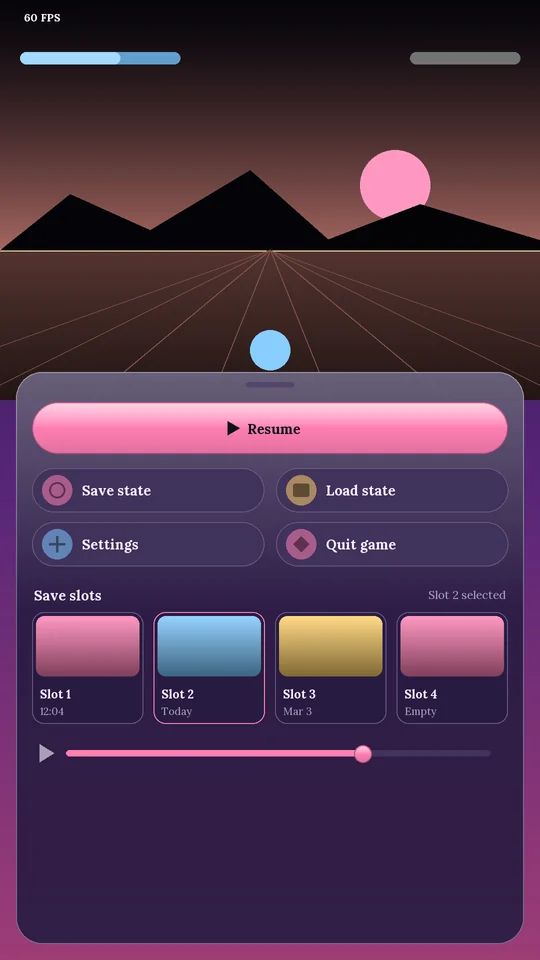 60 FPS
Resume
Save state
Load state
Settings
Quit game
Save slots
Slot 2 selected
Slot 1
12:04
Slot 2
Today
Slot 3
Mar 3
Slot 4
Empty